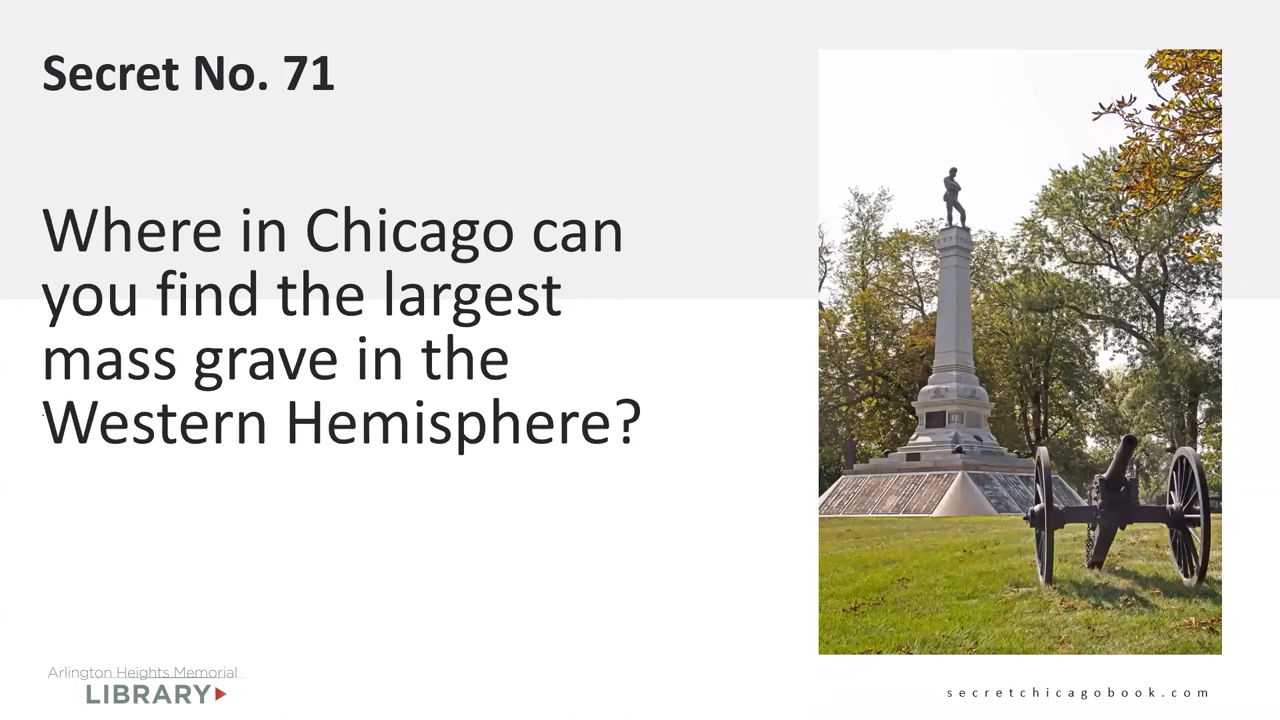 Secret No. 71
Where in Chicago can
you find the largest
mass grave in the
Western Hemisphere?
Arlington Heights Memorial
LIBRARY
secretchicagobook.com